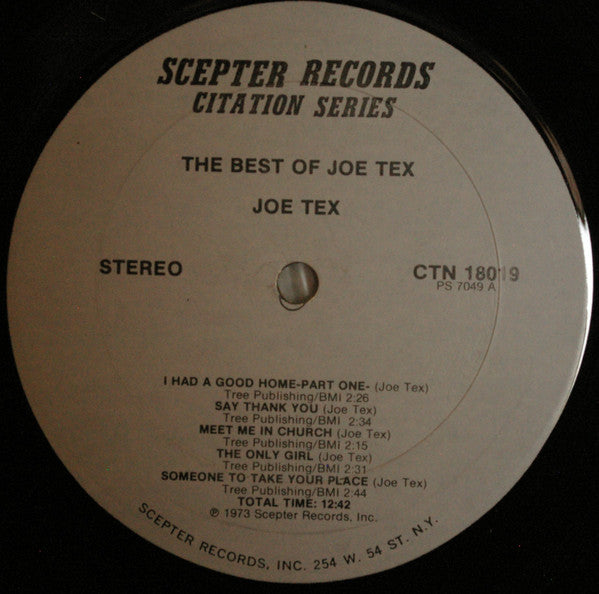 SCEPTER RECORDS
CITATION SERIES
THE BEST OF JOE TEX
JOE TEX
STEREO
CTN 18019
PS 7049 A
I HAD A GOOD HOME-PART ONE- (Joe Tex)
Tree Publishing/BMI 2:26
SAY THANK YOU (Joe Tex)
Tree Publishing/BMI 2:34
MEET ME IN CHURCH (Joe Tex)
Tree Publishing/BMI 2:15
THE ONLY GIRL (Joe Tex)
Tree Publishing/BMI 2:31
SOMEONE TO TAKE YOUR PLACE (Joe Tex)
Tree Publishing/BMI 2:44
TOTAL TIME: 12:42
℗ 1973 Scepter Records, Inc.
SCEPTER RECORDS, INC. 254 W. 54 ST. N.Y.